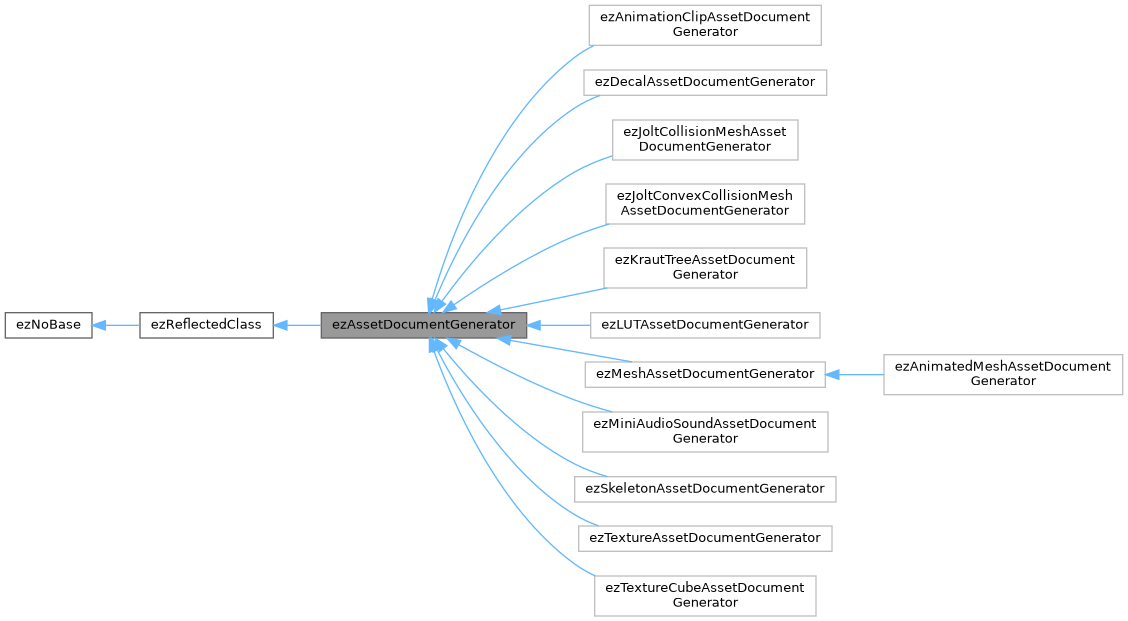 ezAnimationClipAssetDocument
Generator
ezDecalAssetDocumentGenerator
ezJoltCollisionMeshAsset
DocumentGenerator
ezJoltConvexCollisionMesh
AssetDocumentGenerator
ezKrautTreeAssetDocument
Generator
ezNoBase
ezReflectedClass
ezAssetDocumentGenerator
ezLUTAssetDocumentGenerator
ezMeshAssetDocumentGenerator
ezAnimatedMeshAssetDocument
Generator
ezMiniAudioSoundAssetDocument
Generator
ezSkeletonAssetDocumentGenerator
ezTextureAssetDocumentGenerator
ezTextureCubeAssetDocument
Generator